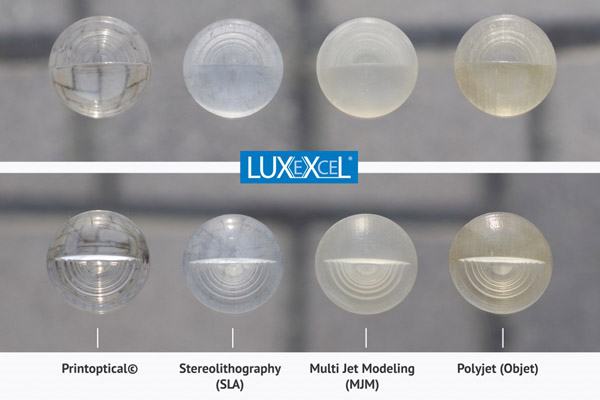 LUXEXCEL®
Printoptical©
Stereolithography
(SLA)
Multi Jet Modeling
(MJM)
Polyjet (Objet)